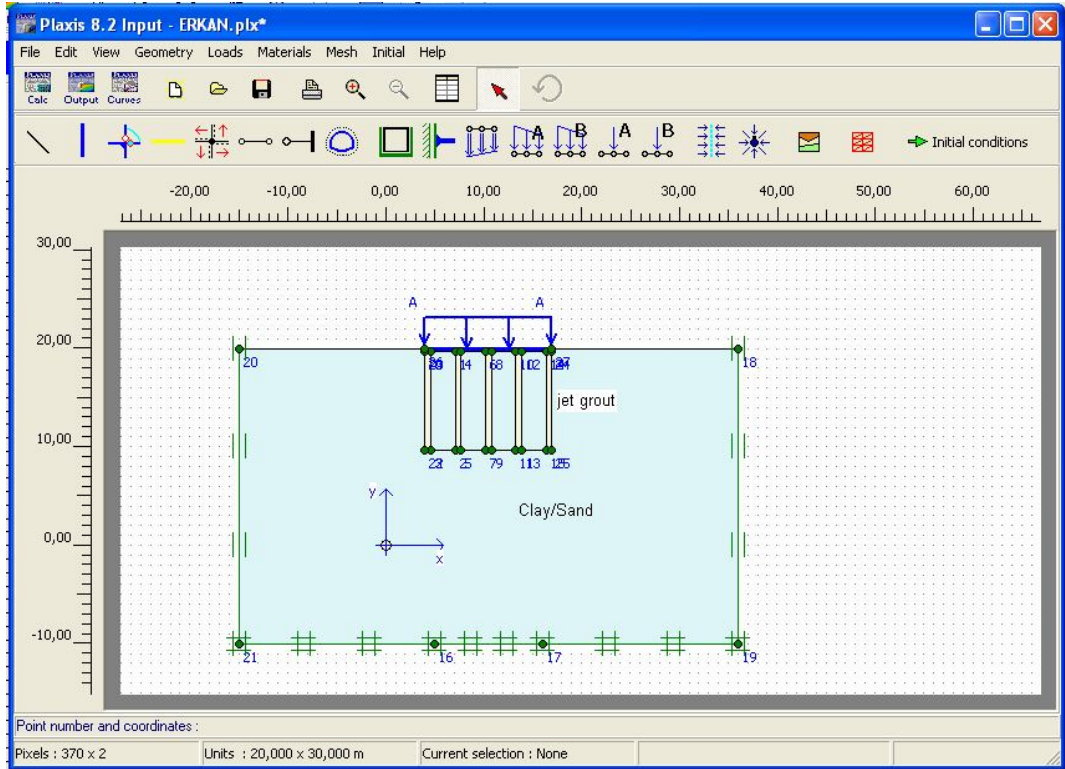 Plaxis 8.2 Input - ERKAN.plx*
File Edit View Geometry Loads Materials Mesh Initial Help
Calc Output Curves
A B A B Initial conditions
-20,00 -10,00 0,00 10,00 20,00 30,00 40,00 50,00 60,00
30,00
A A
20,00
20 18
jet grout
10,00
25 79 1113
Clay/Sand
y
0,00
x
-10,00
21 16 17 19
Point number and coordinates :
Pixels : 370 x 2 Units : 20,000 x 30,000 m Current selection : None